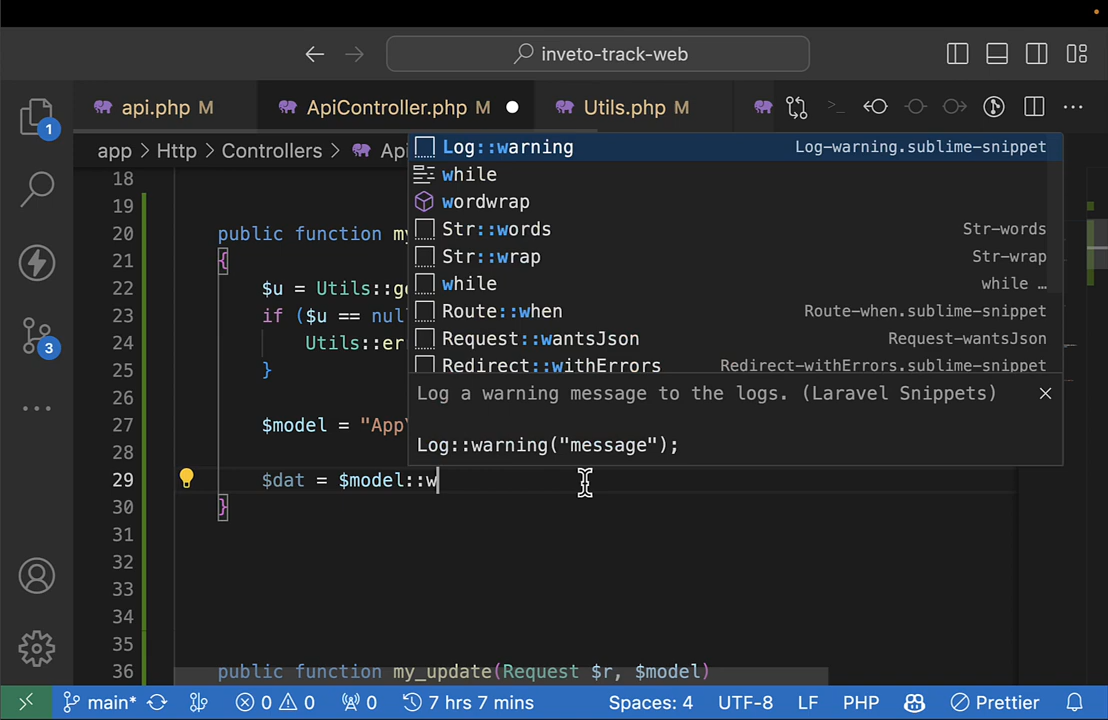 inveto-track-web
api.php M
ApiController.php M
Utils.php M
app > Http > Controllers > Api
1
3
18
19
20 public function my
21 {
22 $u = Utils::ge
23 if ($u == null
24 Utils::er
25 }
26
27 $model = "App\
28
29 $dat = $model::w
30 }
31
32
33
34
35
36 public function my_update(Request $r, $model)
Log::warning Log-warning.sublime-snippet
while
wordwrap
Str::words Str-words
Str::wrap Str-wrap
while while …
Route::when Route-when.sublime-snippet
Request::wantsJson Request-wantsJson
Redirect::withErrors Redirect-withErrors.sublime-snippet
Log a warning message to the logs. (Laravel Snippets)
Log::warning("message");
main* 0 0 0 7 hrs 7 mins Spaces: 4 UTF-8 LF PHP Prettier